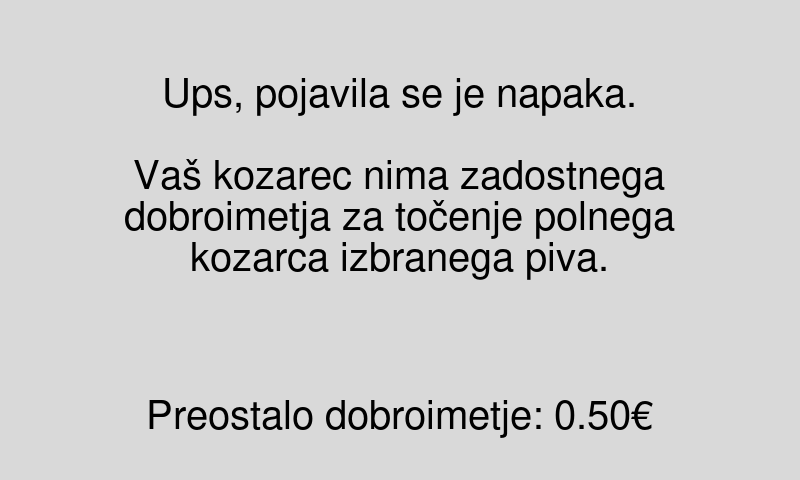 Ups, pojavila se je napaka.
Vaš kozarec nima zadostnega
dobroimetja za točenje polnega
kozarca izbranega piva.
Preostalo dobroimetje: 0.50€